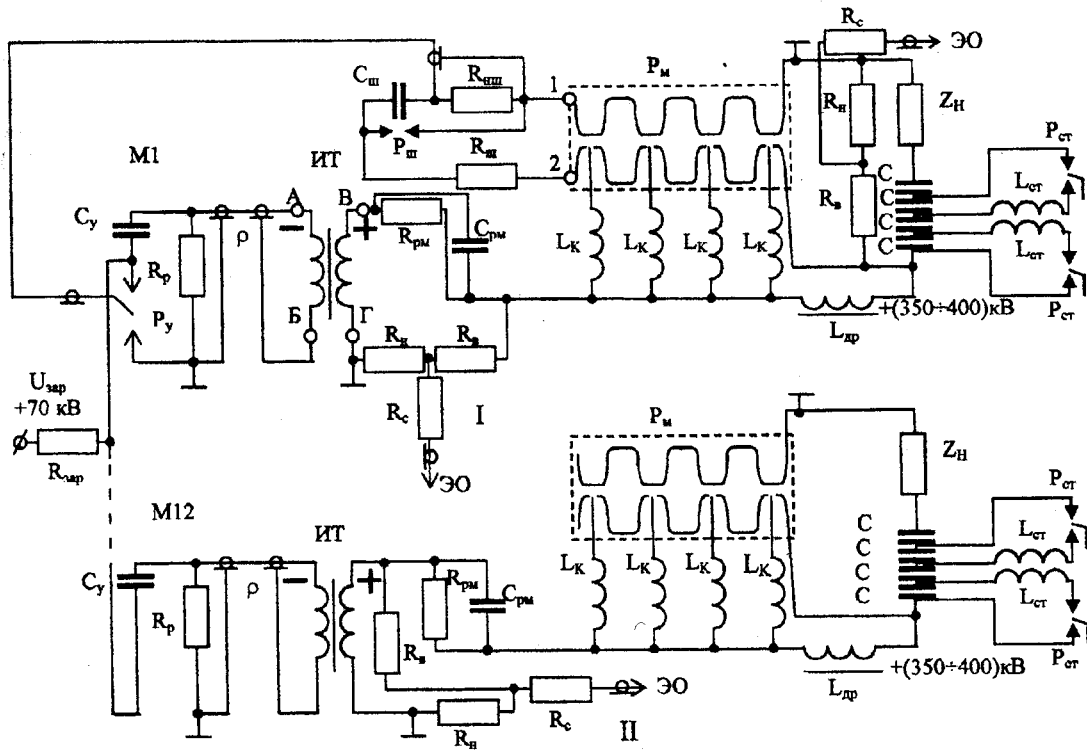 Rс
ЭО
Cш
Rнш
1
Pм
Rн
Zн
Pш
Pст
М1
ИТ
Rш
2
C
Lст
А
В
C
Cу
Rв
C
Lст
ρ
Rрм
Cрм
Lк
Lк
Lк
Lк
C
Rр
Pу
Б
Г
Pст
+(350÷400)кВ
Lдр
Rн
Rв
Uзар
+70 кВ
Rс
I
Pм
Rзар
ЭО
Zн
М12
Pст
C
Lст
ИТ
C
Cу
ρ
Rрм
Lк
Lк
Lк
Lк
C
Lст
Cрм
C
Rр
Rв
Pст
+(350÷400)кВ
ЭО
Lдр
Rн
Rс
II